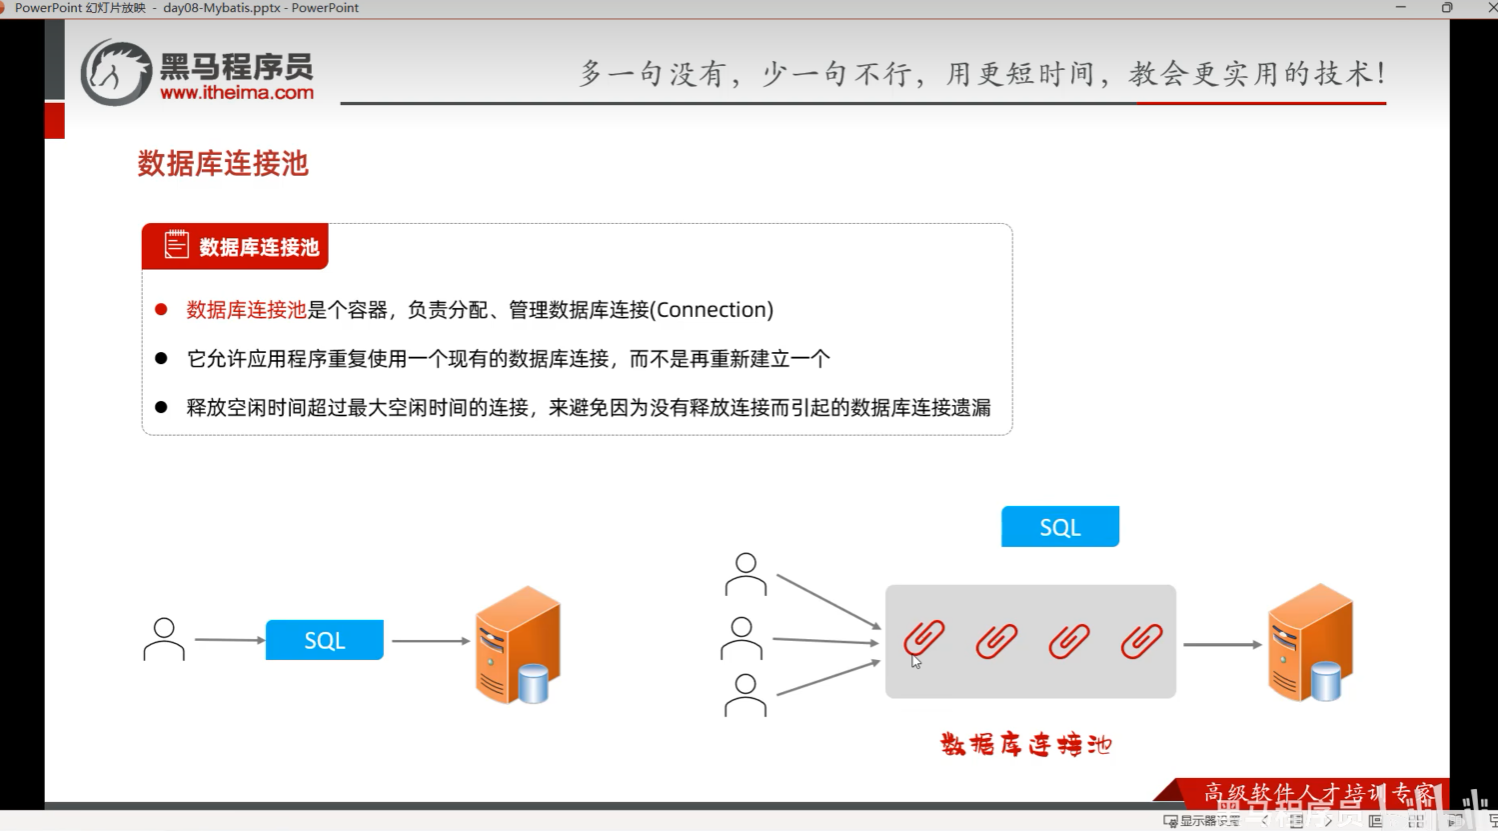 PowerPoint 幻灯片放映 - day08-Mybatis.pptx - PowerPoint
黑马程序员
www.itheima.com
多一句没有，少一句不行，用更短时间，教会更实用的技术！
数据库连接池
数据库连接池
数据库连接池是个容器，负责分配、管理数据库连接(Connection)
它允许应用程序重复使用一个现有的数据库连接，而不是再重新建立一个
释放空闲时间超过最大空闲时间的连接，来避免因为没有释放连接而引起的数据库连接遗漏
SQL
SQL
数据库连接池
高级软件人才培训专家
黑马程序员
显示器设置